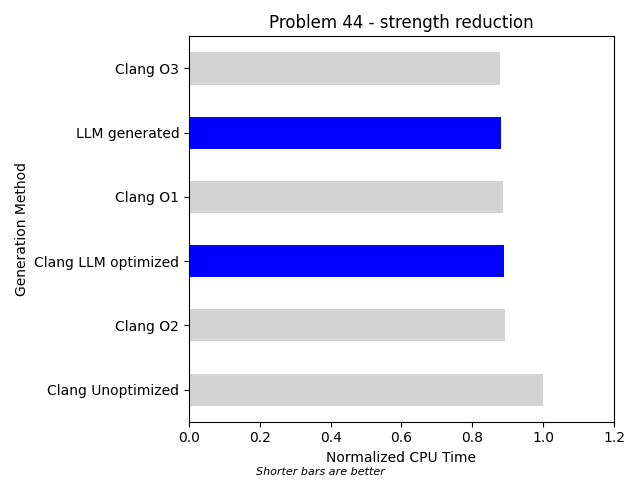 Problem 44 - strength reduction
Clang O3
LLM generated
Clang O1
Clang LLM optimized
Clang O2
Clang Unoptimized
Generation Method
0.0 0.2 0.4 0.6 0.8 1.0 1.2
Normalized CPU Time
Shorter bars are better